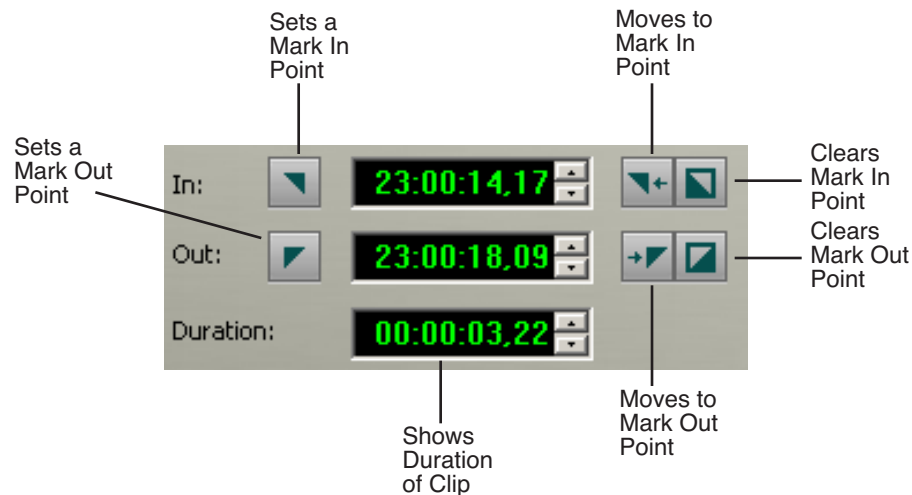 Sets a
Mark In
Point
Moves to
Mark In
Point
Sets a
Mark Out
Point
In:
23:00:14,17
Clears
Mark In
Point
Out:
23:00:18,09
Clears
Mark Out
Point
Duration:
00:00:03,22
Shows
Duration
of Clip
Moves to
Mark Out
Point